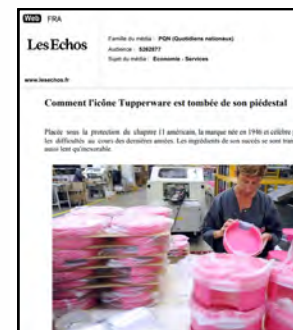 Web FRA
LesEchos
Famille du média : PQN (Quotidiens nationaux)
Audience : 5262877
Sujet du média : Economie - Services
www.lesechos.fr
Comment l'icône Tupperware est tombée de son piédestal
Placée sous la protection du chapitre 11 américain, la marque née en 1946 et célèbre
les difficultés au cours des dernières années. Les ingrédients de son succès se sont
aussi lent qu'inexorable.